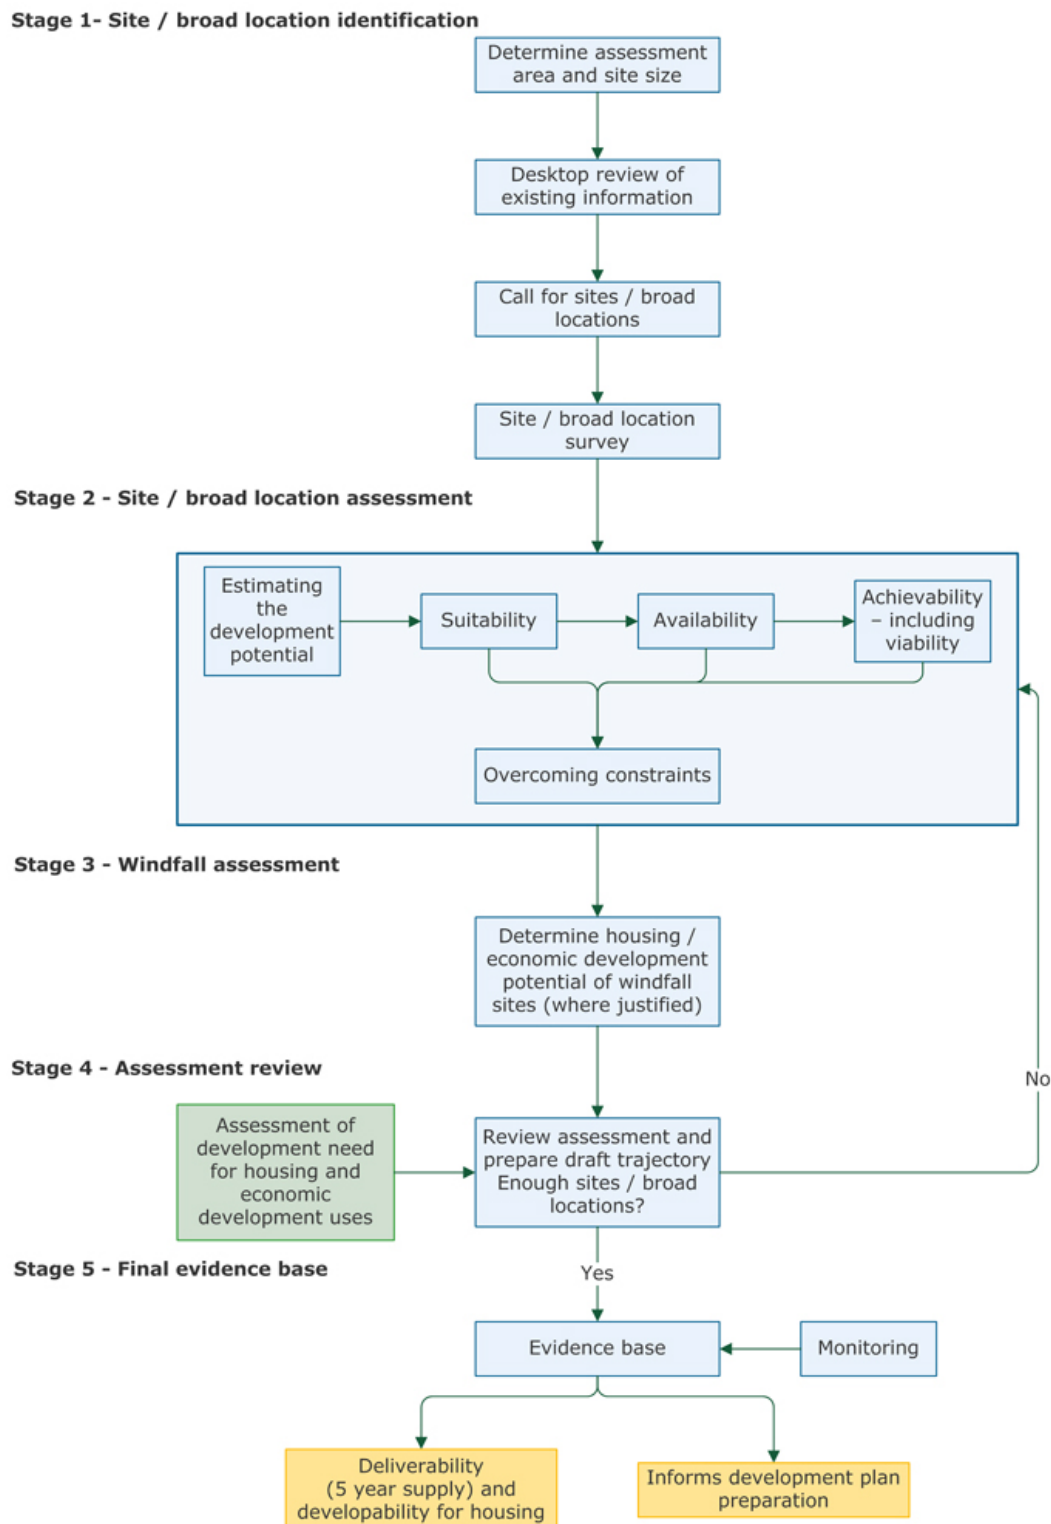 Stage 1- Site / broad location identification
Determine assessment
area and site size
Desktop review of
existing information
Call for sites / broad
locations
Site / broad location
survey
Stage 2 - Site / broad location assessment
Estimating
the
development
potential
Suitability
Availability
Achievability
– including
viability
Overcoming constraints
Stage 3 - Windfall assessment
Determine housing /
economic development
potential of windfall
sites (where justified)
Stage 4 - Assessment review
No
Assessment of
development need
for housing and
economic
development uses
Review assessment and
prepare draft trajectory
Enough sites / broad
locations?
Stage 5 - Final evidence base
Yes
Evidence base
Monitoring
Deliverability
(5 year supply) and
developability for housing
Informs development plan
preparation